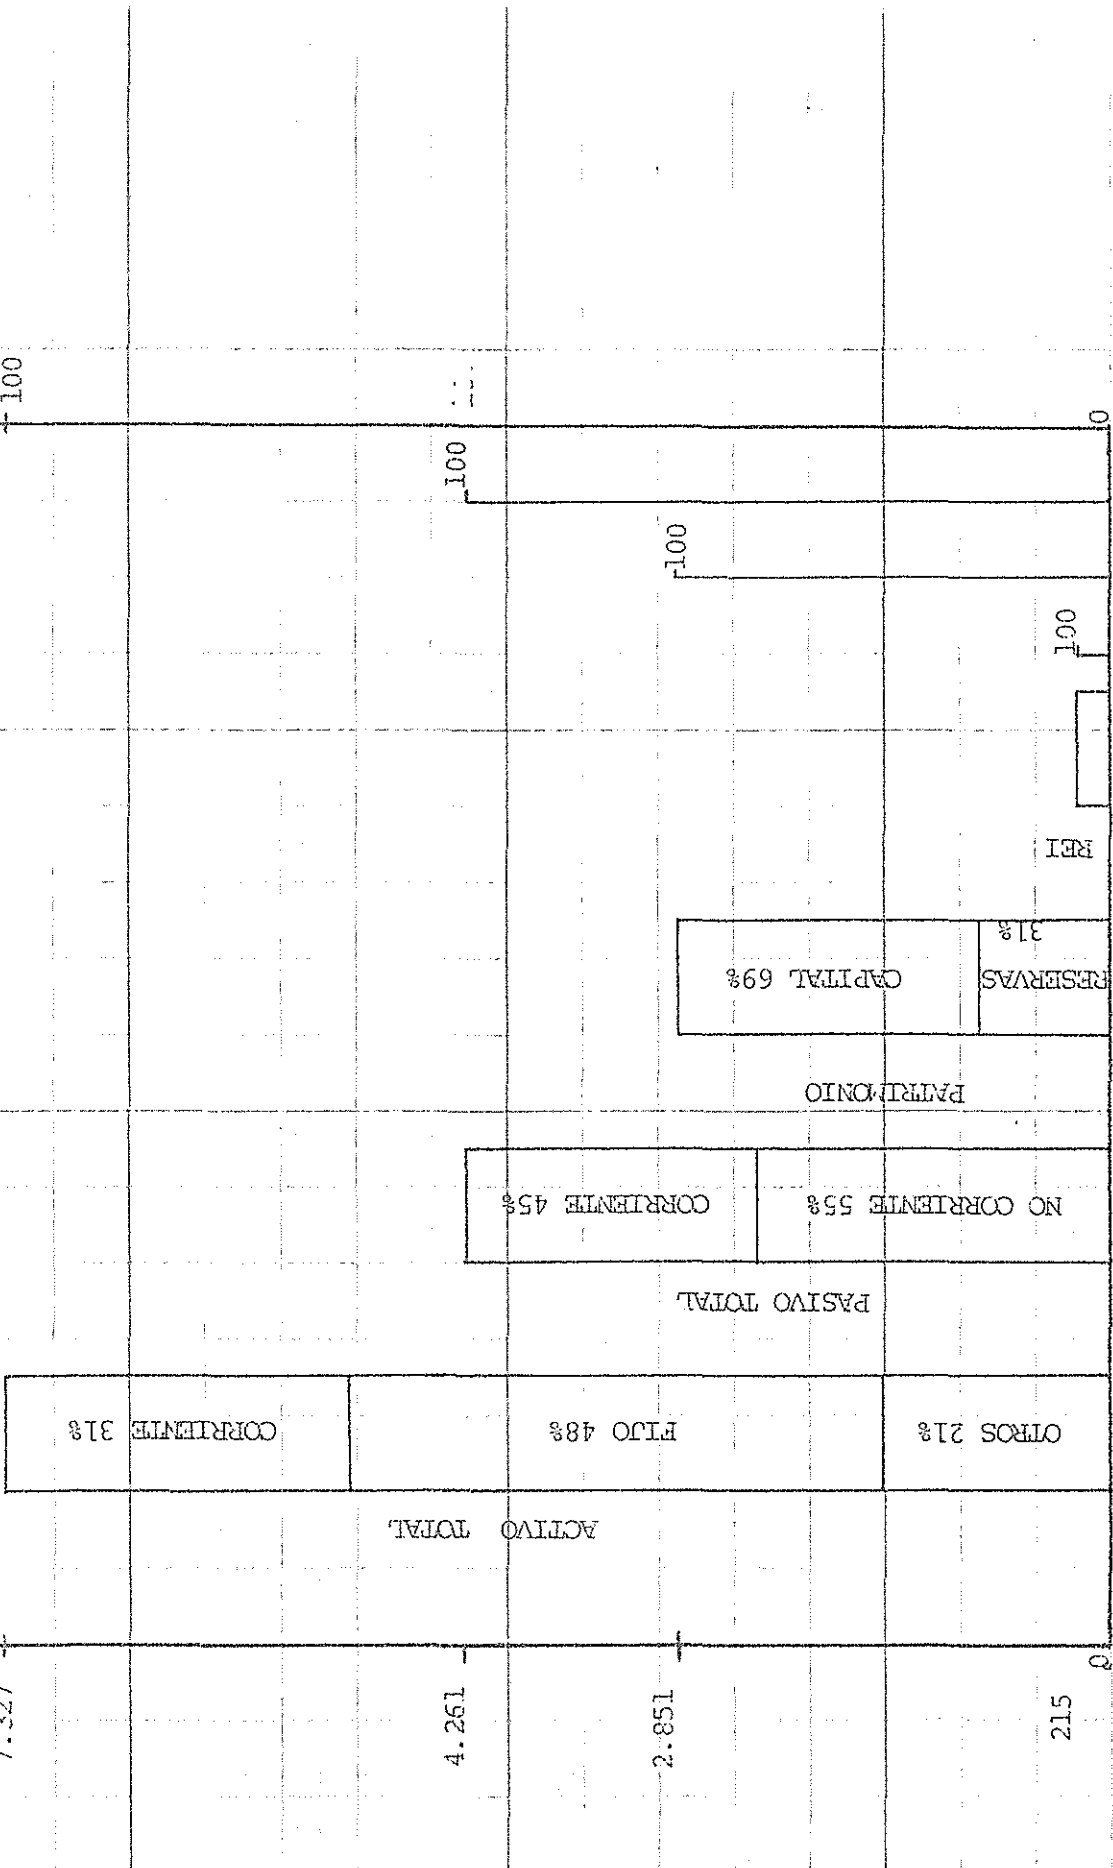 7.327
4.261
2.851
215
0
ACTIVO TOTAL
CORRIENTE 31%
FIJO 48%
OTROS 21%
PASIVO TOTAL
CORRIENTE 45%
NO CORRIENTE 55%
PATRIMONIO
CAPITAL 69%
RESERVAS
31%
REI
100
100
100
100
0